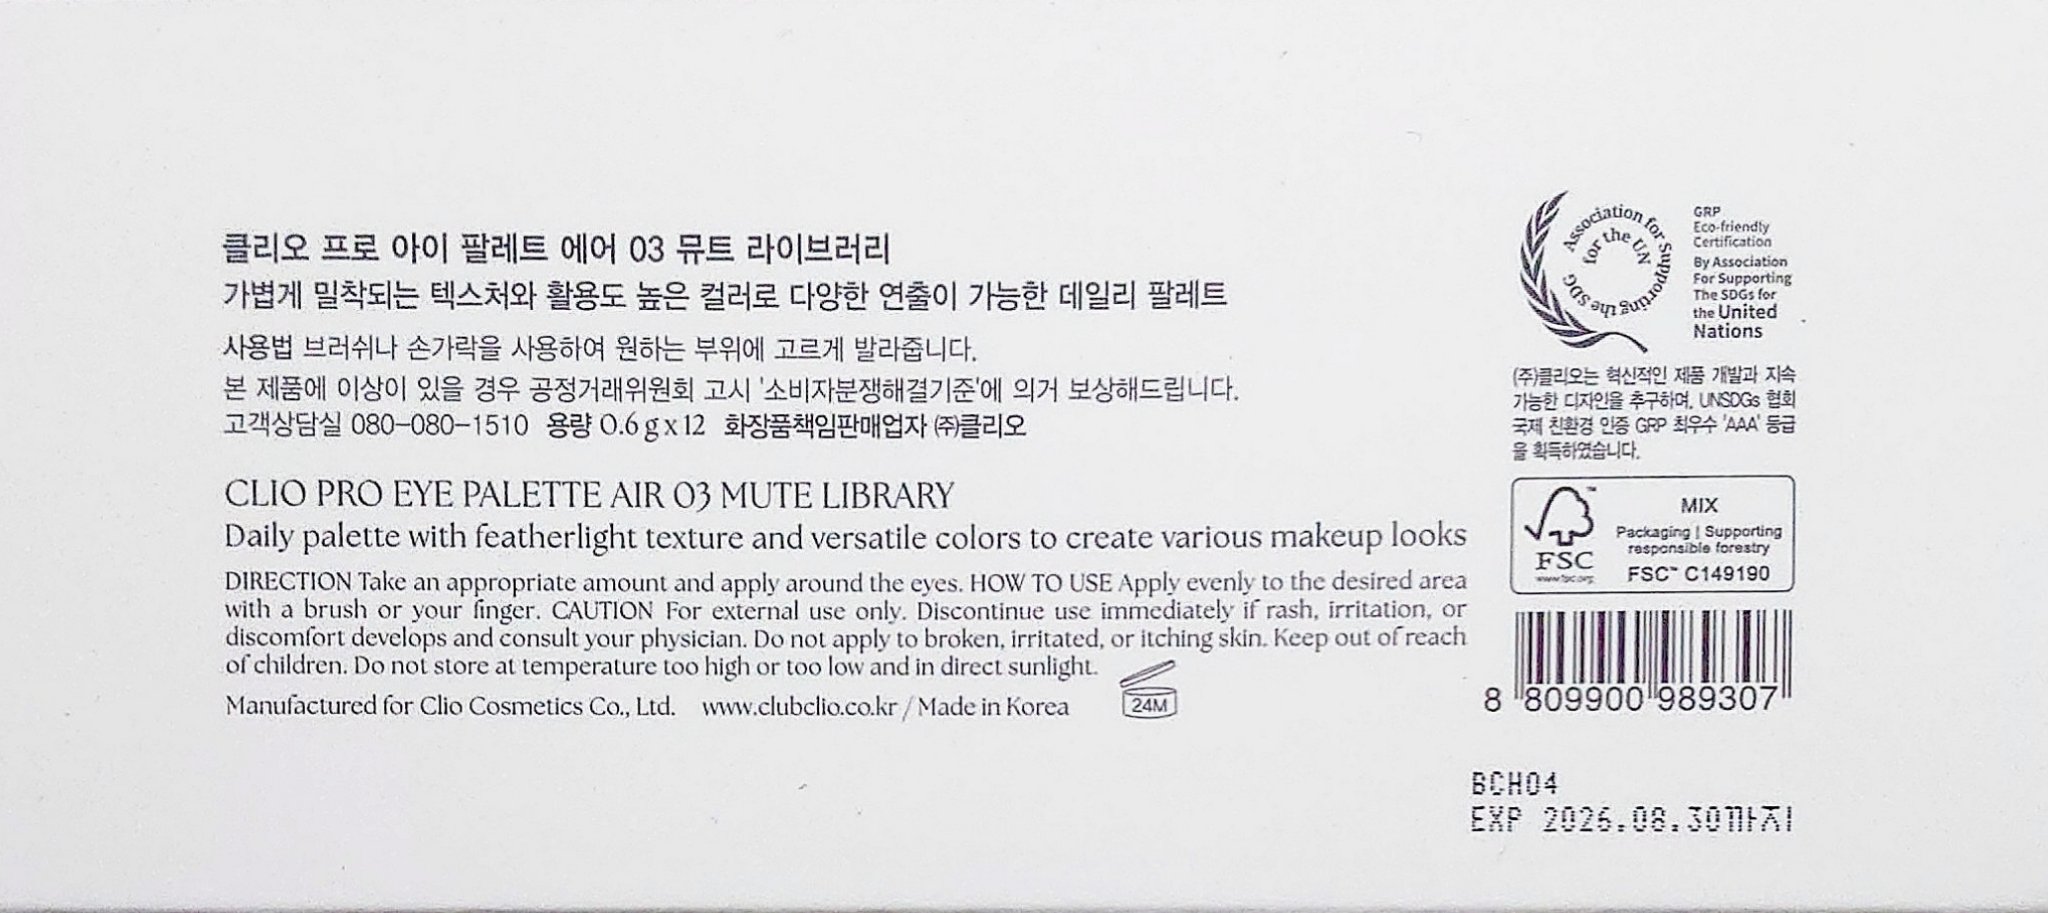 클리오 프로 아이 팔레트 에어 03 뮤트 라이브러리
가볍게 밀착되는 텍스처와 활용도 높은 컬러로 다양한 연출이 가능한 데일리 팔레트
사용법 브러쉬나 손가락을 사용하여 원하는 부위에 고르게 발라줍니다.
본 제품에 이상이 있을 경우 공정거래위원회 고시 '소비자분쟁해결기준'에 의거 보상해드립니다.
고객상담실 080-080-1510 용량 0.6 g x 12 화장품책임판매업자 ㈜클리오
CLIO PRO EYE PALETTE AIR 03 MUTE LIBRARY
Daily palette with featherlight texture and versatile colors to create various makeup looks
DIRECTION Take an appropriate amount and apply around the eyes. HOW TO USE Apply evenly to the desired area
with a brush or your finger. CAUTION For external use only. Discontinue use immediately if rash, irritation, or
discomfort develops and consult your physician. Do not apply to broken, irritated, or itching skin. Keep out of reach
of children. Do not store at temperature too high or too low and in direct sunlight.
Manufactured for Clio Cosmetics Co., Ltd. www.clubclio.co.kr / Made in Korea
24M
Association for Supporting the SDG
for the UN
GRP
Eco-friendly
Certification
By Association
For Supporting
The SDGs for
the United
Nations
(주)클리오는 혁신적인 제품 개발과 지속
가능한 디자인을 추구하며, UNSDGs 협회
국제 친환경 인증 GRP 최우수 'AAA' 등급
을 획득하였습니다.
FSC
www.fsc.org
MIX
Packaging | Supporting
responsible forestry
FSC™ C149190
8 809900 989307
BCH04
EXP 2026.08.30까지